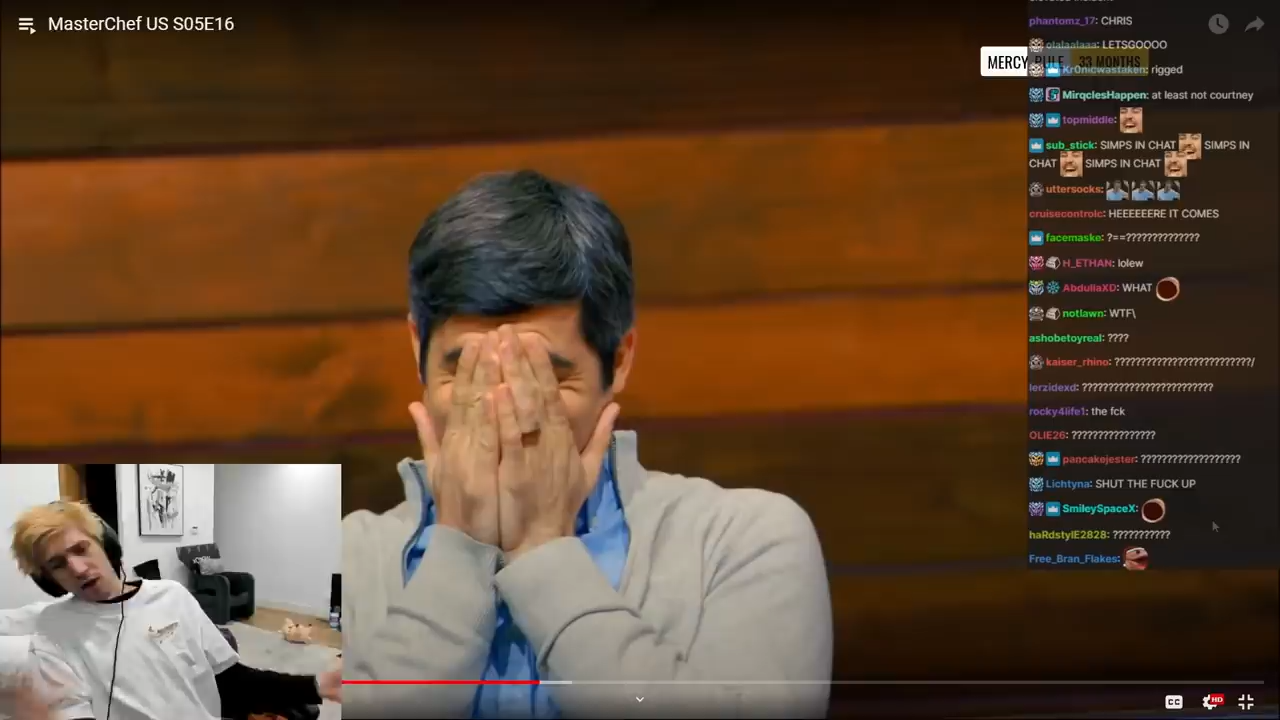 MasterChef US S05E16
MERCY RULE 33 MONTHS
phantomz_17: CHRIS
olalaalaaa: LETSGOOOO
Kr0nicwastaken: rigged
MirqclesHappen: at least not courtney
topmiddle:
sub_stick: SIMPS IN CHAT SIMPS IN
CHAT SIMPS IN CHAT
uttersocks:
cruisecontrolc: HEEEEEERE IT COMES
facemaske: ?==??????????????
H_ETHAN: lolew
AbdullaXD: WHAT
notlawn: WTF\
ashobetoyreal: ????
kaiser_rhino: ??????????????????????????/
lerzidexd: ?????????????????????????
rocky4life1: the fck
OLIE26: ????????????????
pancakejester: ???????????????????
Lichtyna: SHUT THE FUCK UP
SmileySpaceX:
haRdstylE2828: ???????????
Free_Bran_Flakes:
CC
HD